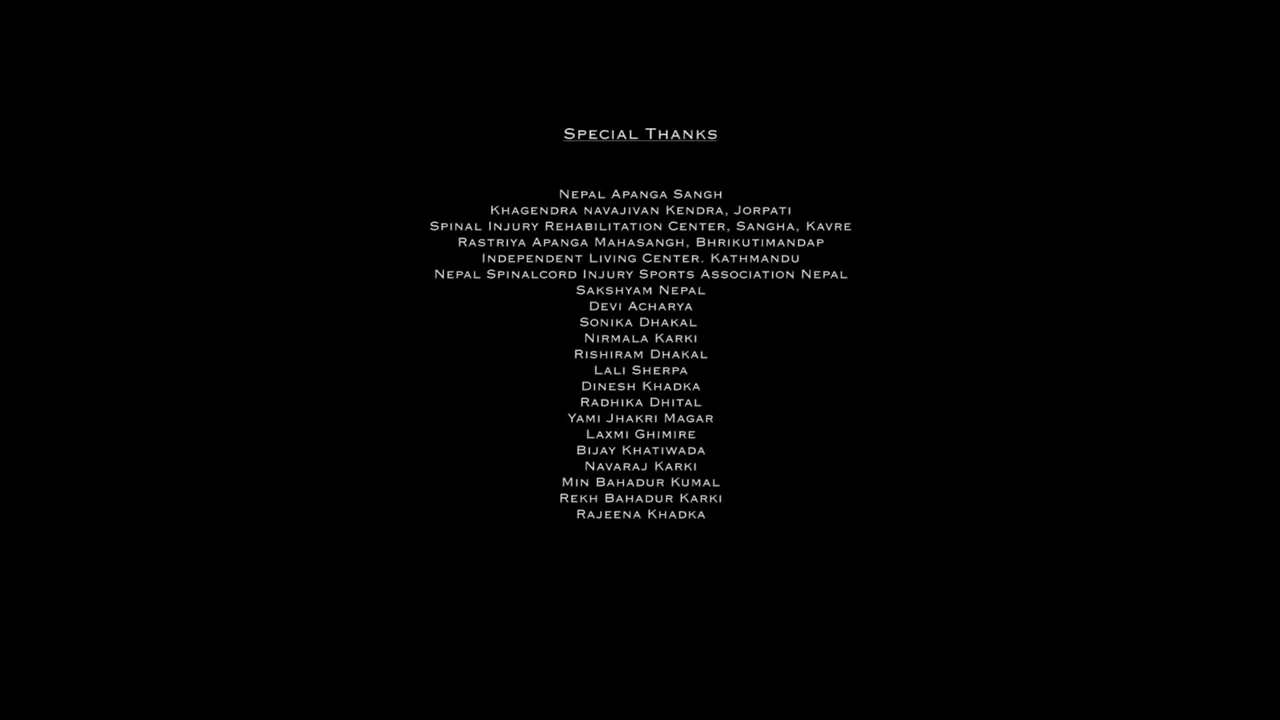 Special Thanks
Nepal Apanga Sangh
Khagendra navajivan Kendra, Jorpati
Spinal Injury Rehabilitation Center, Sangha, Kavre
Rastriya Apanga Mahasangh, Bhrikutimandap
Independent Living Center. Kathmandu
Nepal Spinalcord Injury Sports Association Nepal
Sakshyam Nepal
Devi Acharya
Sonika Dhakal
Nirmala Karki
Rishiram Dhakal
Lali Sherpa
Dinesh Khadka
Radhika Dhital
Yami Jhakri Magar
Laxmi Ghimire
Bijay Khatiwada
Navaraj Karki
Min Bahadur Kumal
Rekh Bahadur Karki
Rajeena Khadka